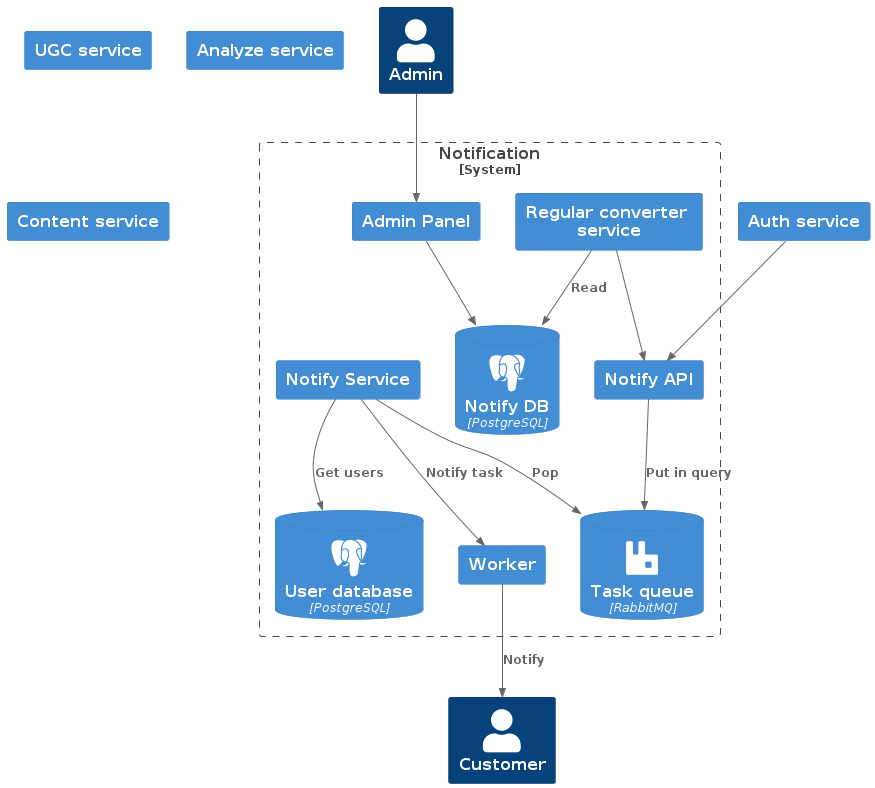 UGC service
Analyze service
Admin
Notification
[System]
Content service
Admin Panel
Regular converter
service
Auth service
Read
Notify Service
Notify DB
[PostgreSQL]
Notify API
Get users
Notify task
Pop
Put in query
User database
[PostgreSQL]
Worker
Task queue
[RabbitMQ]
Notify
Customer